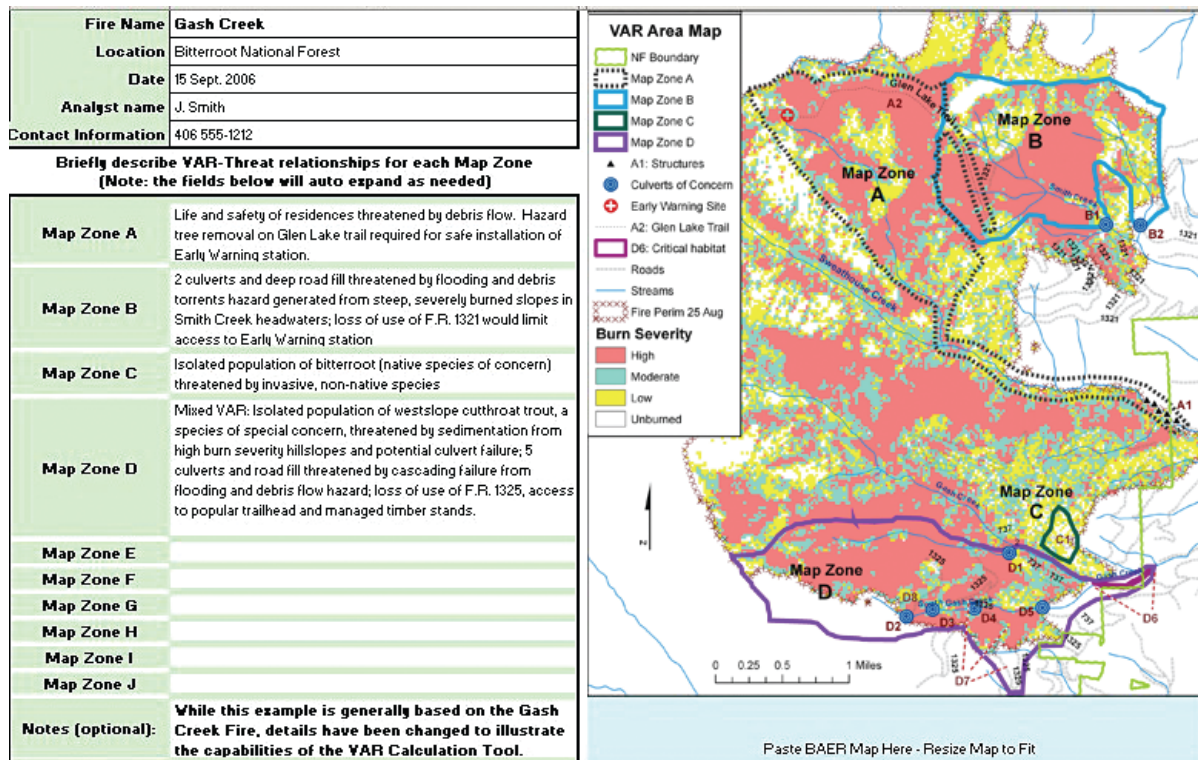 Fire Name Gash Creek
Location Bitterroot National Forest
Date 15 Sept. 2006
Analyst name J. Smith
Contact Information 406 555-1212
Briefly describe VAR-Threat relationships for each Map Zone
(Note: the fields below will auto expand as needed)
Map Zone A
Life and safety of residences threatened by debris flow. Hazard
tree removal on Glen Lake trail required for safe installation of
Early Warning station.
Map Zone B
2 culverts and deep road fill threatened by flooding and debris
torrents hazard generated from steep, severely burned slopes in
Smith Creek headwaters; loss of use of F.R. 1321 would limit
access to Early Warning station
Map Zone C
Isolated population of bitterroot (native species of concern)
threatened by invasive, non-native species
Map Zone D
Mixed VAR: Isolated population of westslope cutthroat trout, a
species of special concern, threatened by sedimentation from
high burn severity hillslopes and potential culvert failure; 5
culverts and road fill threatened by cascading failure from
flooding and debris flow hazard; loss of use of F.R. 1325, access
to popular trailhead and managed timber stands.
Map Zone E
Map Zone F
Map Zone G
Map Zone H
Map Zone I
Map Zone J
Notes (optional):
While this example is generally based on the Gash
Creek Fire, details have been changed to illustrate
the capabilities of the VAR Calculation Tool.
VAR Area Map
NF Boundary
Map Zone A
Map Zone B
Map Zone C
Map Zone D
A1: Structures
Culverts of Concern
Early Warning Site
A2: Glen Lake Trail
D6: Critical habitat
Roads
Streams
Fire Perim 25 Aug
Burn Severity
High
Moderate
Low
Unburned
Glen Lake Trail
A2
Map Zone
B
Map Zone
A
1321
Smith Creek
B1
B2
1321
1321
1321
Sweathouse Creek
A1
Map Zone
C
Gash Creek
737
C1
D1
737
737
Gash Creek
Map Zone
D
1325
1325
D8
South Gash Creek
D2
D3
D4
D5
D6
737
1325
1325
D7
1325
N
0 0.25 0.5 1 Miles
Paste BAER Map Here - Resize Map to Fit